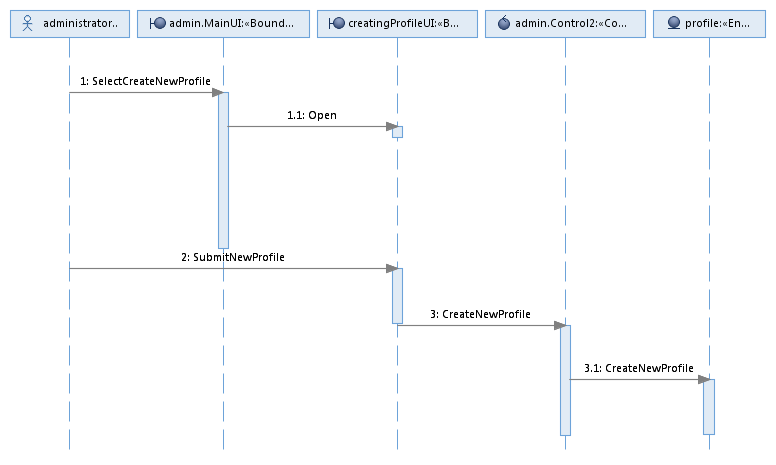 administrator..
admin.MainUI:«Bound...
creatingProfileUI:«B...
admin.Control2:«Co...
profile:«En...
1: SelectCreateNewProfile
1.1: Open
2: SubmitNewProfile
3: CreateNewProfile
3.1: CreateNewProfile